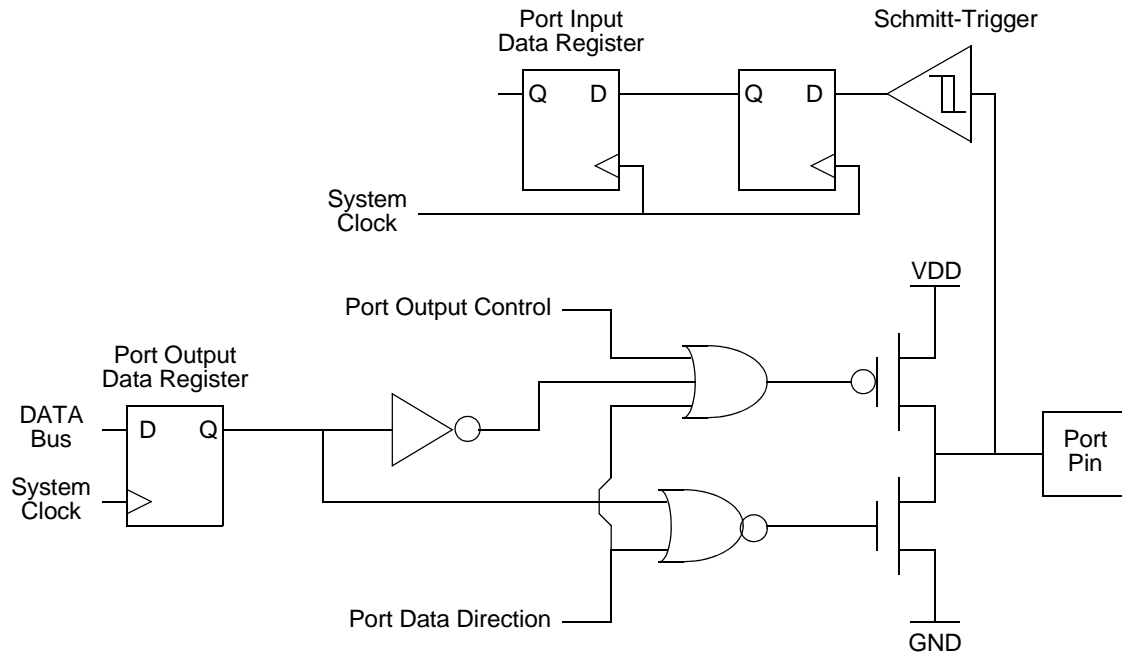 Port Input
Data Register
Schmitt-Trigger
Q D
Q D
System
Clock
VDD
Port Output Control
Port Output
Data Register
DATA
Bus
D Q
System
Clock
Port
Pin
Port Data Direction
GND